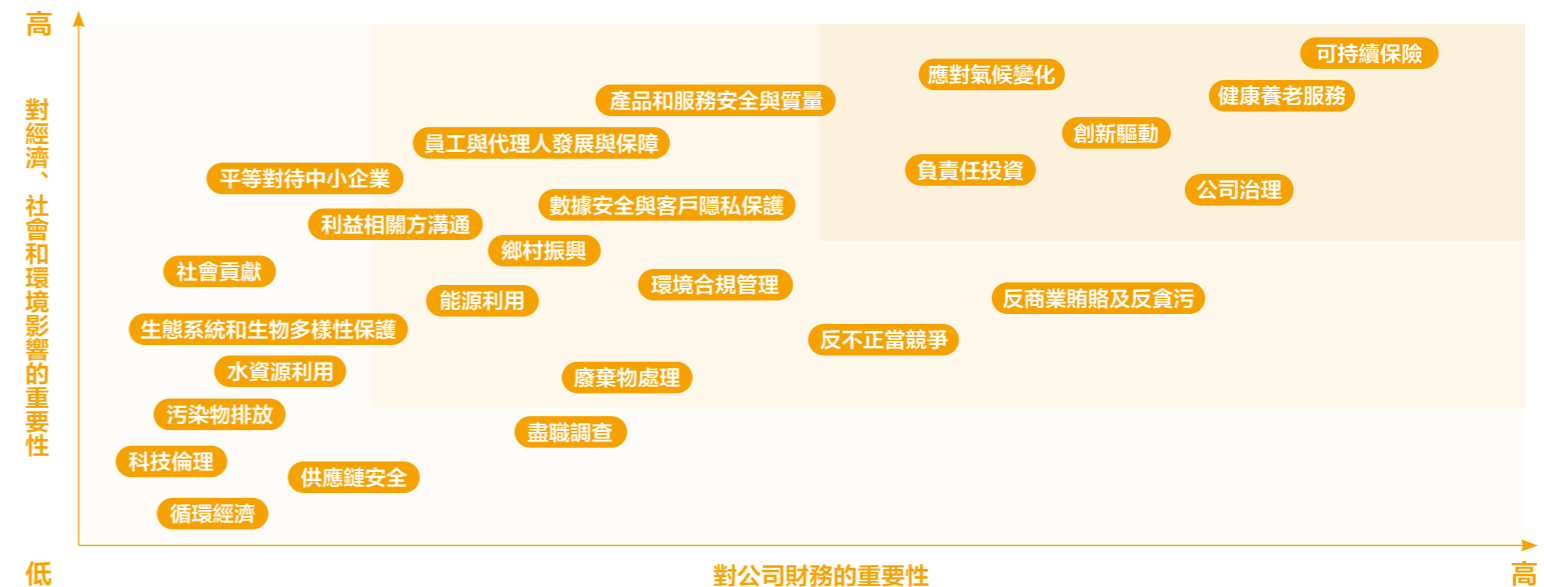 高
對經濟、社會和環境影響的重要性
可持續保險
應對氣候變化
健康養老服務
產品和服務安全與質量
創新驅動
員工與代理人發展與保障
負責任投資
平等對待中小企業
公司治理
數據安全與客戶隱私保護
利益相關方溝通
鄉村振興
社會貢獻
環境合規管理
反商業賄賂及反貪污
能源利用
生態系統和生物多樣性保護
反不正當競爭
水資源利用
廢棄物處理
污染物排放
盡職調查
科技倫理
供應鏈安全
循環經濟
低
對公司財務的重要性
高